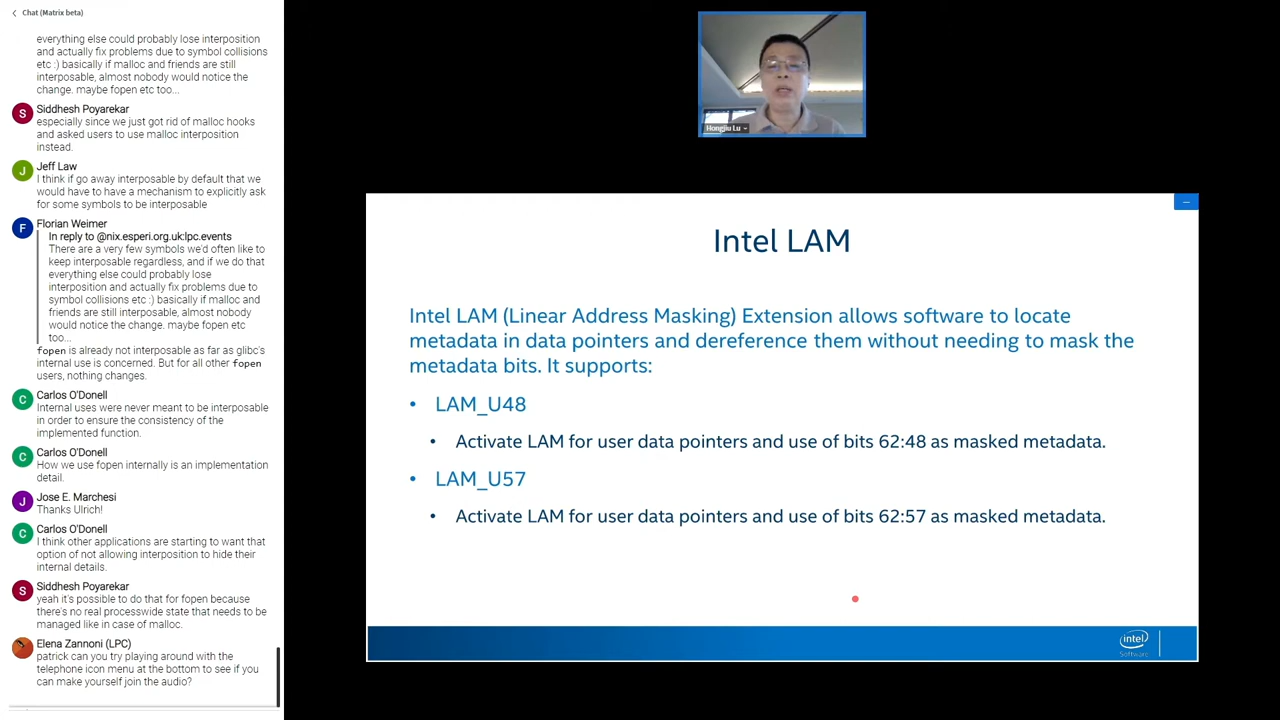 Chat (Matrix beta)
everything else could probably lose interposition
and actually fix problems due to symbol collisions
etc :) basically if malloc and friends are still
interposable, almost nobody would notice the
change. maybe fopen etc too...
S
Siddhesh Poyarekar
especially since we just got rid of malloc hooks
and asked users to use malloc interposition
instead.
J
Jeff Law
I think if go away interposable by default that we
would have to have a mechanism to explicitly ask
for some symbols to be interposable
F
Florian Weimer
In reply to @nix.esperi.org.uk:lpc.events
There are a very few symbols we'd often like to
keep interposable regardless, and if we do that
everything else could probably lose
interposition and actually fix problems due to
symbol collisions etc :) basically if malloc and
friends are still interposable, almost nobody
would notice the change. maybe fopen etc
too...
fopen is already not interposable as far as glibc's
internal use is concerned. But for all other fopen
users, nothing changes.
C
Carlos O'Donell
Internal uses were never meant to be interposable
in order to ensure the consistency of the
implemented function.
C
Carlos O'Donell
How we use fopen internally is an implementation
detail.
J
Jose E. Marchesi
Thanks Ulrich!
C
Carlos O'Donell
I think other applications are starting to want that
option of not allowing interposition to hide their
internal details.
S
Siddhesh Poyarekar
yeah it's possible to do that for fopen because
there's no real processwide state that needs to be
managed like in case of malloc.
Elena Zannoni (LPC)
patrick can you try playing around with the
telephone icon menu at the bottom to see if you
can make yourself join the audio?
Hongjiu Lu
Intel LAM
Intel LAM (Linear Address Masking) Extension allows software to locate
metadata in data pointers and dereference them without needing to mask the
metadata bits. It supports:
• LAM_U48
• Activate LAM for user data pointers and use of bits 62:48 as masked metadata.
• LAM_U57
• Activate LAM for user data pointers and use of bits 62:57 as masked metadata.
intel
Software